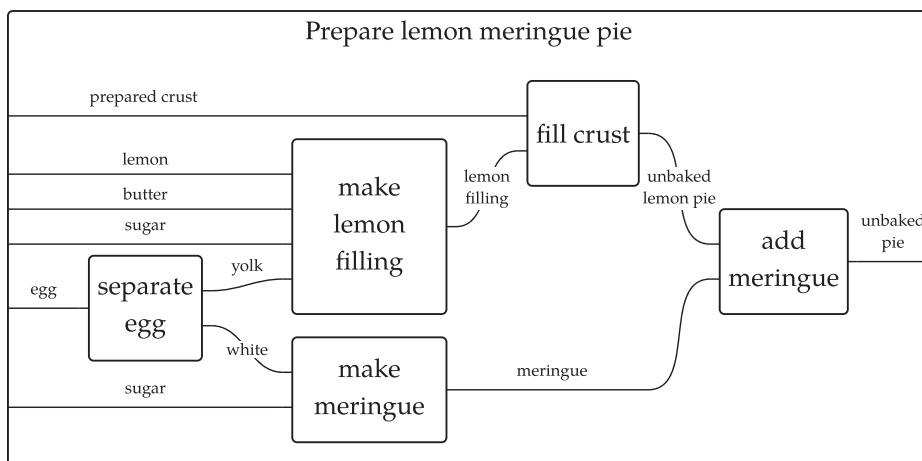 Prepare lemon meringue pie
prepared crust
fill crust
lemon
butter
sugar
make
lemon
filling
lemon
filling
unbaked
lemon pie
add
meringue
unbaked
pie
egg
separate
egg
yolk
white
sugar
make
meringue
meringue